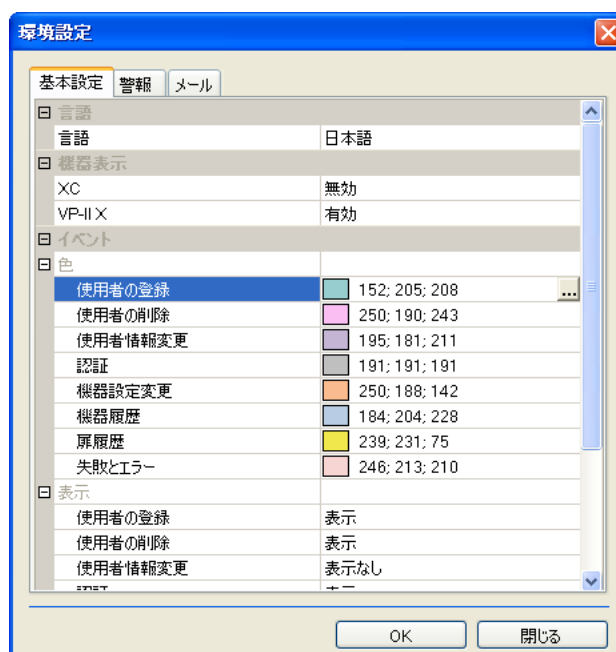 環境設定
基本設定 警報 メール
言語
言語 日本語
機器表示
XC 無効
VP-II X 有効
イベント
色
使用者の登録 152; 205; 208 ...
使用者の削除 250; 190; 243
使用者情報変更 195; 181; 211
認証 191; 191; 191
機器設定変更 250; 188; 142
機器履歴 184; 204; 228
扉履歴 239; 231; 75
失敗とエラー 246; 213; 210
表示
使用者の登録 表示
使用者の削除 表示
使用者情報変更 表示なし
OK 閉じる